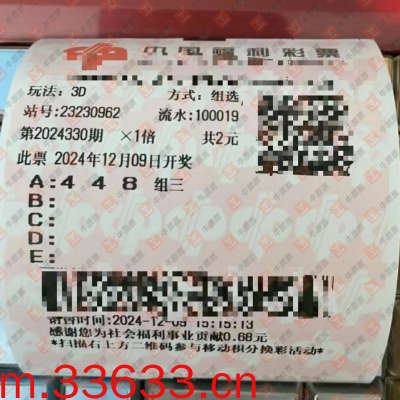 中国福利彩票
玩法：3D 方式：组选
站号:23230962 流水:100019
第2024330期 ×1倍 共2元
此票 2024年12月09日开奖
A:4 4 8 组三
B:
C:
D:
E:
销售时间:2024-12-09 15:15:13
感谢您为社会福利事业贡献0.68元
*扫描右上方二维码参与移动积分换彩活动*
m.33633.cn